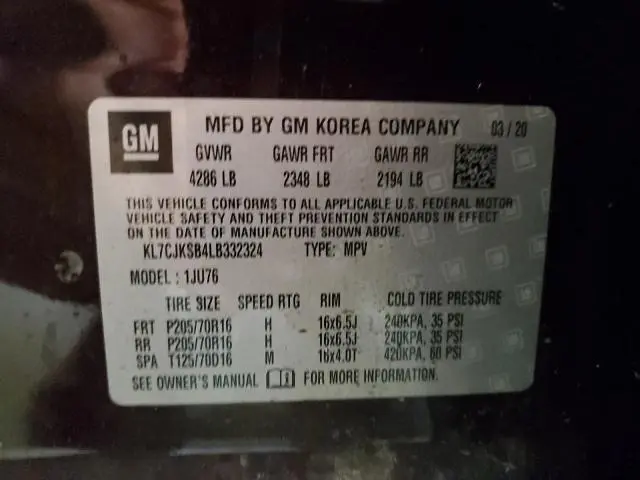 GM MFD BY GM KOREA COMPANY 03 / 20
GVWR GAWR FRT GAWR RR
4286 LB 2348 LB 2194 LB
THIS VEHICLE CONFORMS TO ALL APPLICABLE U.S. FEDERAL MOTOR
VEHICLE SAFETY AND THEFT PREVENTION STANDARDS IN EFFECT
ON THE DATE OF MANUFACTURE SHOWN ABOVE.
KL7CJKSB4LB332324 TYPE: MPV
MODEL : 1JU76
TIRE SIZE SPEED RTG RIM COLD TIRE PRESSURE
FRT P205/70R16 H 16x6.5J 240KPA, 35 PSI
RR P205/70R16 H 16x6.5J 240KPA, 35 PSI
SPA T125/70D16 M 16x4.0T 420KPA, 60 PSI
SEE OWNER'S MANUAL FOR MORE INFORMATION.